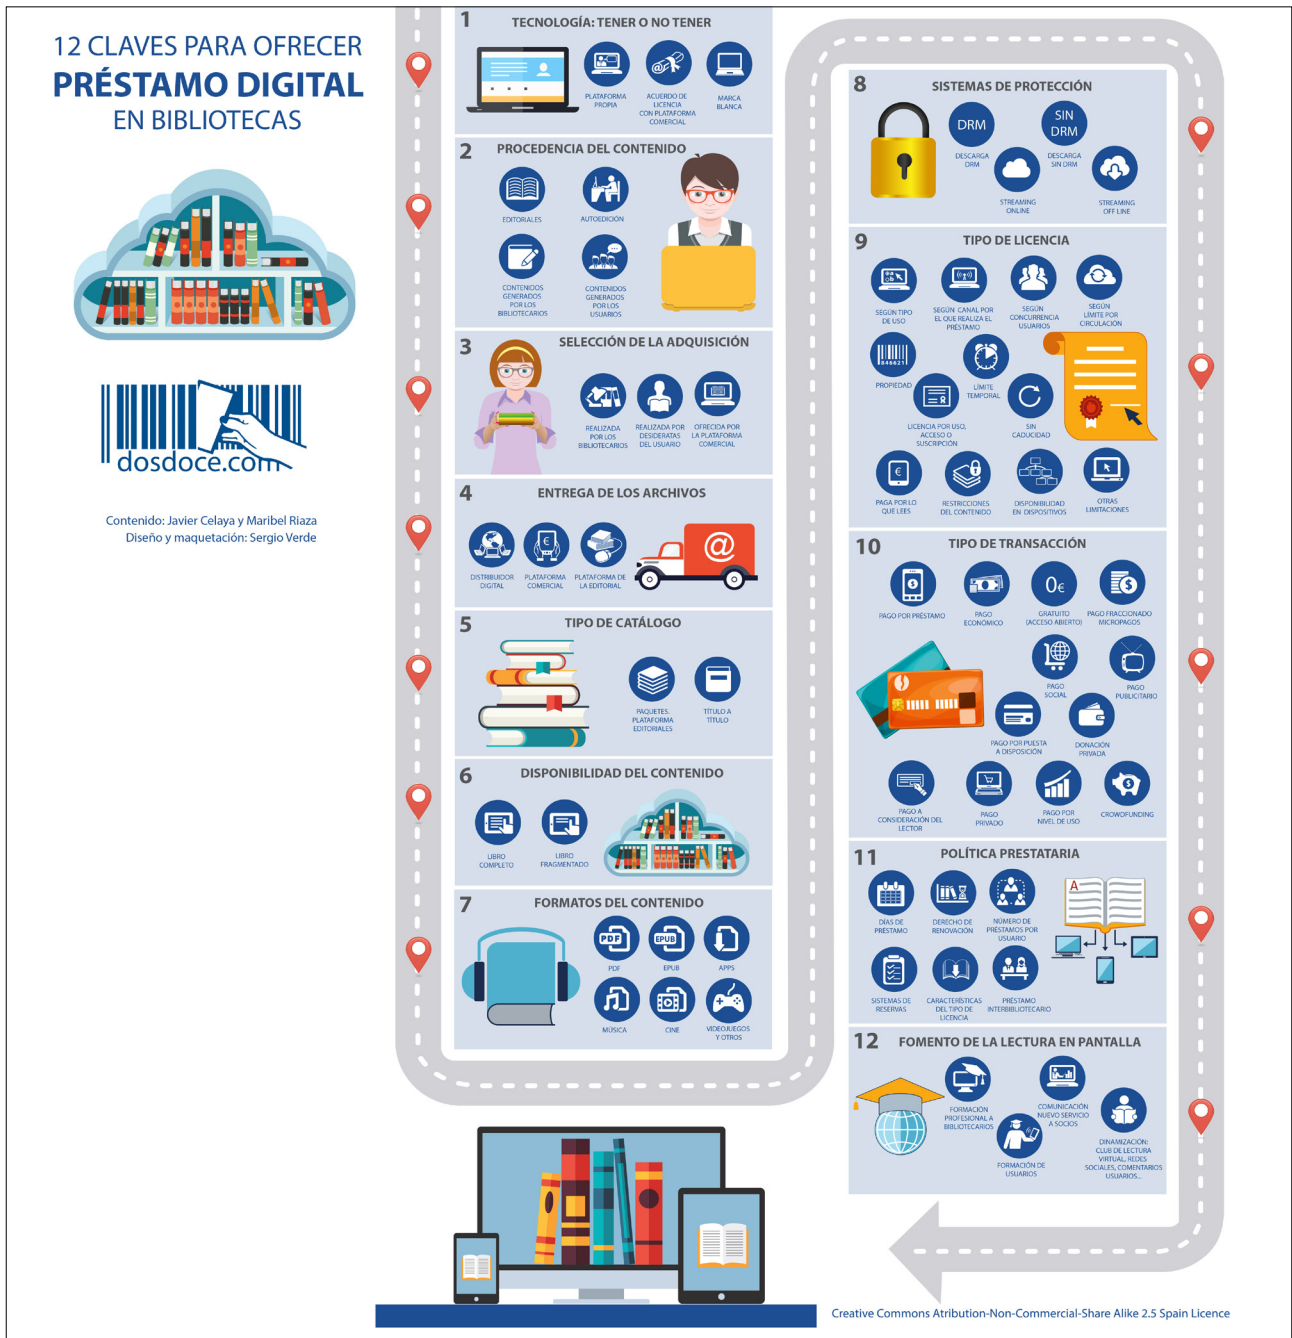 12 CLAVES PARA OFRECER
PRÉSTAMO DIGITAL
EN BIBLIOTECAS
dosdoce.com
Contenido: Javier Celaya y Maribel Riaza
Diseño y maquetación: Sergio Verde
1
TECNOLOGÍA: TENER O NO TENER
PLATAFORMA
PROPIA
ACUERDO DE
LICENCIA
CON PLATAFORMA
COMERCIAL
MARCA
BLANCA
2
PROCEDENCIA DEL CONTENIDO
EDITORIALES
AUTOEDICIÓN
CONTENIDOS
GENERADOS
POR LOS
BIBLIOTECARIOS
CONTENIDOS
GENERADOS
POR LOS
USUARIOS
3
SELECCIÓN DE LA ADQUISICIÓN
REALIZADA
POR LOS
BIBLIOTECARIOS
REALIZADA POR
DESIDERATAS
DEL USUARIO
OFRECIDA POR
LA PLATAFORMA
COMERCIAL
4
ENTREGA DE LOS ARCHIVOS
DISTRIBUIDOR
DIGITAL
€
PLATAFORMA
COMERCIAL
PLATAFORMA DE
LA EDITORIAL
@
5
TIPO DE CATÁLOGO
PAQUETES.
PLATAFORMA
EDITORIALES
TÍTULO A
TÍTULO
6
DISPONIBILIDAD DEL CONTENIDO
LIBRO
COMPLETO
LIBRO
FRAGMENTADO
7
FORMATOS DEL CONTENIDO
PDF
PDF
EPUB
EPUB
APPS
MÚSICA
CINE
VIDEOJUEGOS
Y OTROS
8
SISTEMAS DE PROTECCIÓN
DRM
DESCARGA
DRM
SIN
DRM
DESCARGA
SIN DRM
STREAMING
ONLINE
STREAMING
OFF LINE
9
TIPO DE LICENCIA
SEGÚN TIPO
DE USO
SEGÚN CANAL POR
EL QUE REALIZA EL
PRÉSTAMO
SEGÚN
CONCURRENCIA
USUARIOS
SEGÚN
LÍMITE POR
CIRCULACIÓN
846621
PROPIEDAD
LÍMITE
TEMPORAL
LICENCIA POR USO,
ACCESO O
SUSCRIPCIÓN
SIN
CADUCIDAD
€
PAGA POR LO
QUE LEES
RESTRICCIONES
DEL CONTENIDO
DISPONIBILIDAD
EN DISPOSITIVOS
OTRAS
LIMITACIONES
10
TIPO DE TRANSACCIÓN
$
PAGO POR PRÉSTAMO
PAGO
ECONÓMICO
0€
GRATUITO
(ACCESO ABIERTO)
$
PAGO FRACCIONADO
MICROPAGOS
PAGO
SOCIAL
PAGO
PUBLICITARIO
PAGO POR PUESTA
A DISPOSICIÓN
DONACIÓN
PRIVADA
PAGO A
CONSIDERACIÓN DEL
LECTOR
PAGO
PRIVADO
PAGO POR
NIVEL DE USO
$
CROWDFUNDING
11
POLÍTICA PRESTATARIA
DÍAS DE
PRÉSTAMO
DERECHO DE
RENOVACIÓN
NÚMERO DE
PRÉSTAMOS POR
USUARIO
A
SISTEMAS DE
RESERVAS
CARACTERÍSTICAS
DEL TIPO DE
LICENCIA
PRÉSTAMO
INTERBIBLIOTECARIO
12
FOMENTO DE LA LECTURA EN PANTALLA
FORMACIÓN
PROFESIONAL A
BIBLIOTECARIOS
FORMACIÓN DE
USUARIOS
COMUNICACIÓN
NUEVO SERVICIO
A SOCIOS
DINAMIZACIÓN:
CLUB DE LECTURA
VIRTUAL, REDES
SOCIALES, COMENTARIOS
USUARIOS...
Creative Commons Atribution-Non-Commercial-Share Alike 2.5 Spain Licence